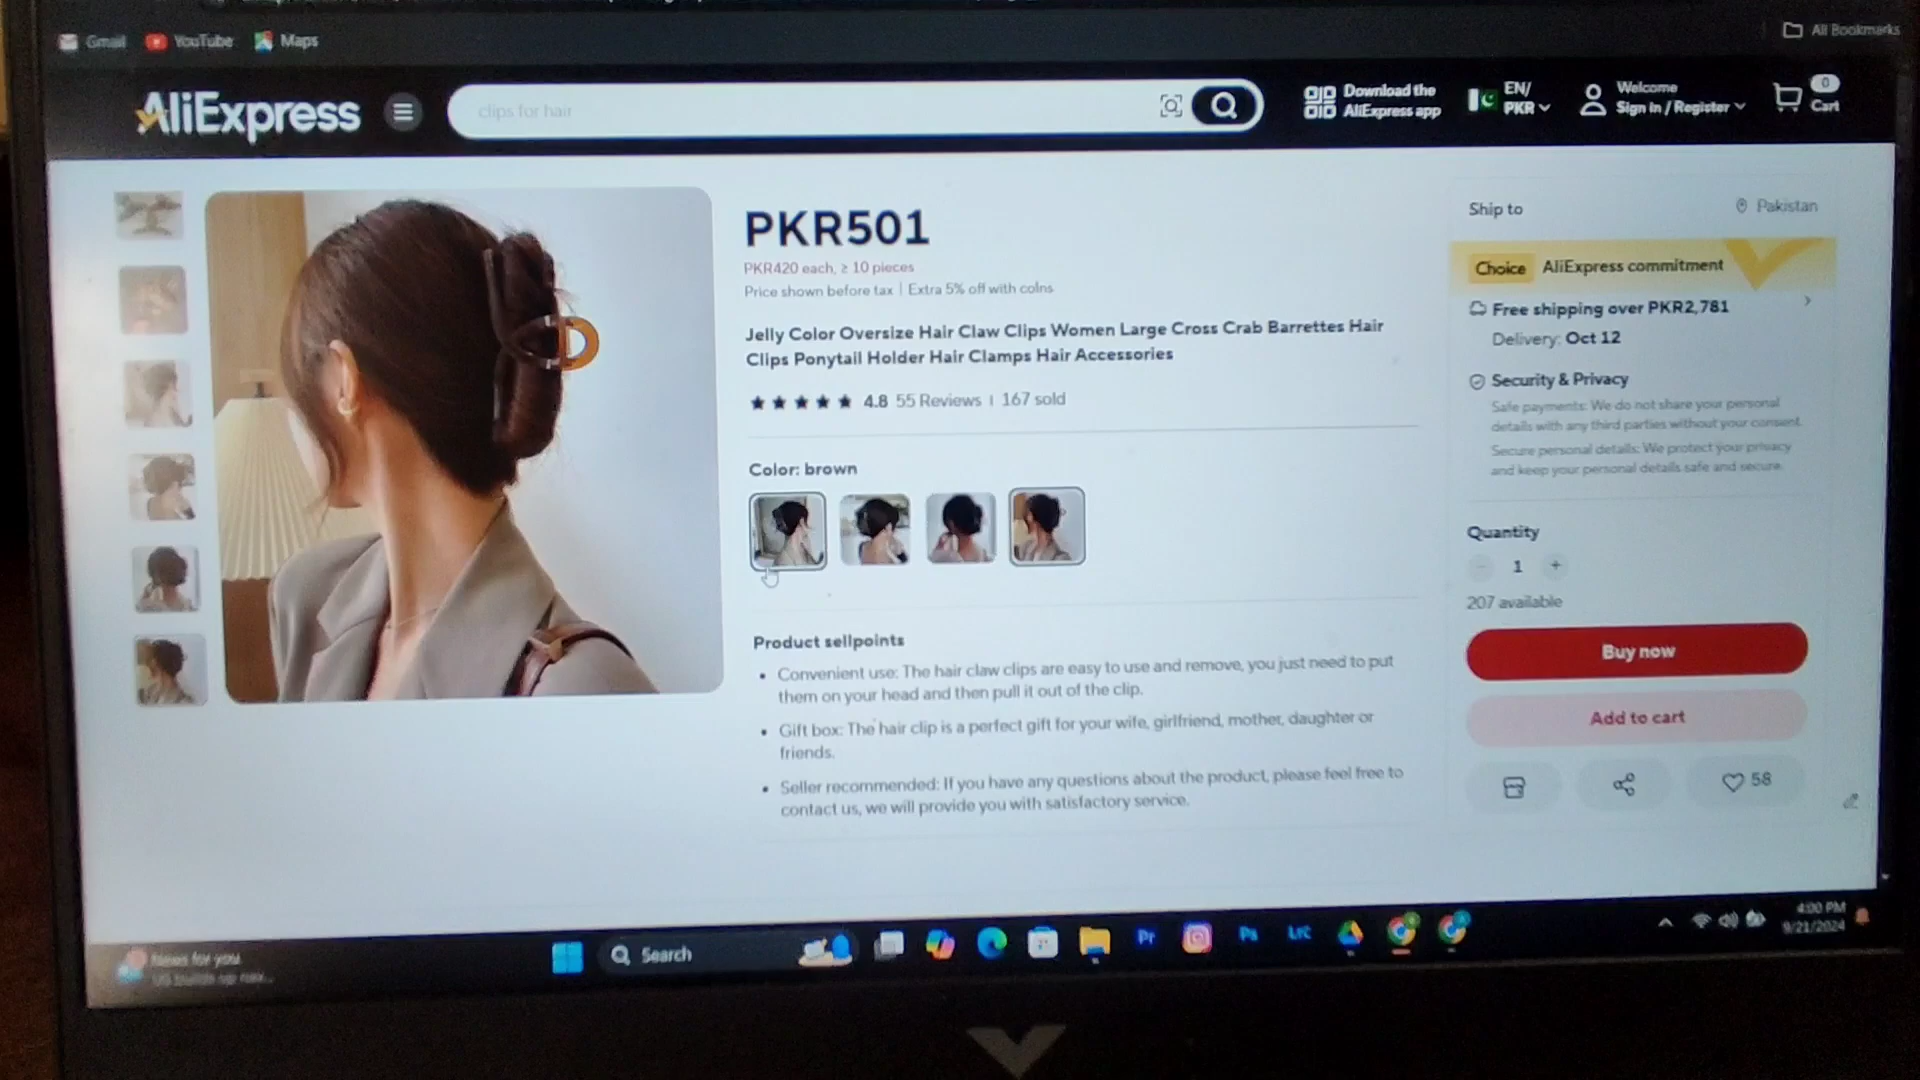 Gmail YouTube Maps All Bookmarks
AliExpress
clips for hair
Download the
AliExpress app
EN/
PKR
Welcome
Sign in / Register
0
Cart
PKR501
PKR420 each, ≥ 10 pieces
Price shown before tax | Extra 5% off with coins
Jelly Color Oversize Hair Claw Clips Women Large Cross Crab Barrettes Hair
Clips Ponytail Holder Hair Clamps Hair Accessories
4.8 55 Reviews | 167 sold
Color: brown
Product sellpoints
• Convenient use: The hair claw clips are easy to use and remove, you just need to put
them on your head and then pull it out of the clip.
• Gift box: The hair clip is a perfect gift for your wife, girlfriend, mother, daughter or
friends.
• Seller recommended: If you have any questions about the product, please feel free to
contact us, we will provide you with satisfactory service.
Ship to Pakistan
Choice AliExpress commitment
Free shipping over PKR2,781
Delivery: Oct 12
Security & Privacy
Safe payments: We do not share your personal
details with any third parties without your consent.
Secure personal details: We protect your privacy
and keep your personal details safe and secure.
Quantity
- 1 +
207 available
Buy now
Add to cart
58
News for you
Search
Pr
Ps
LrC
4:00 PM
9/21/2024